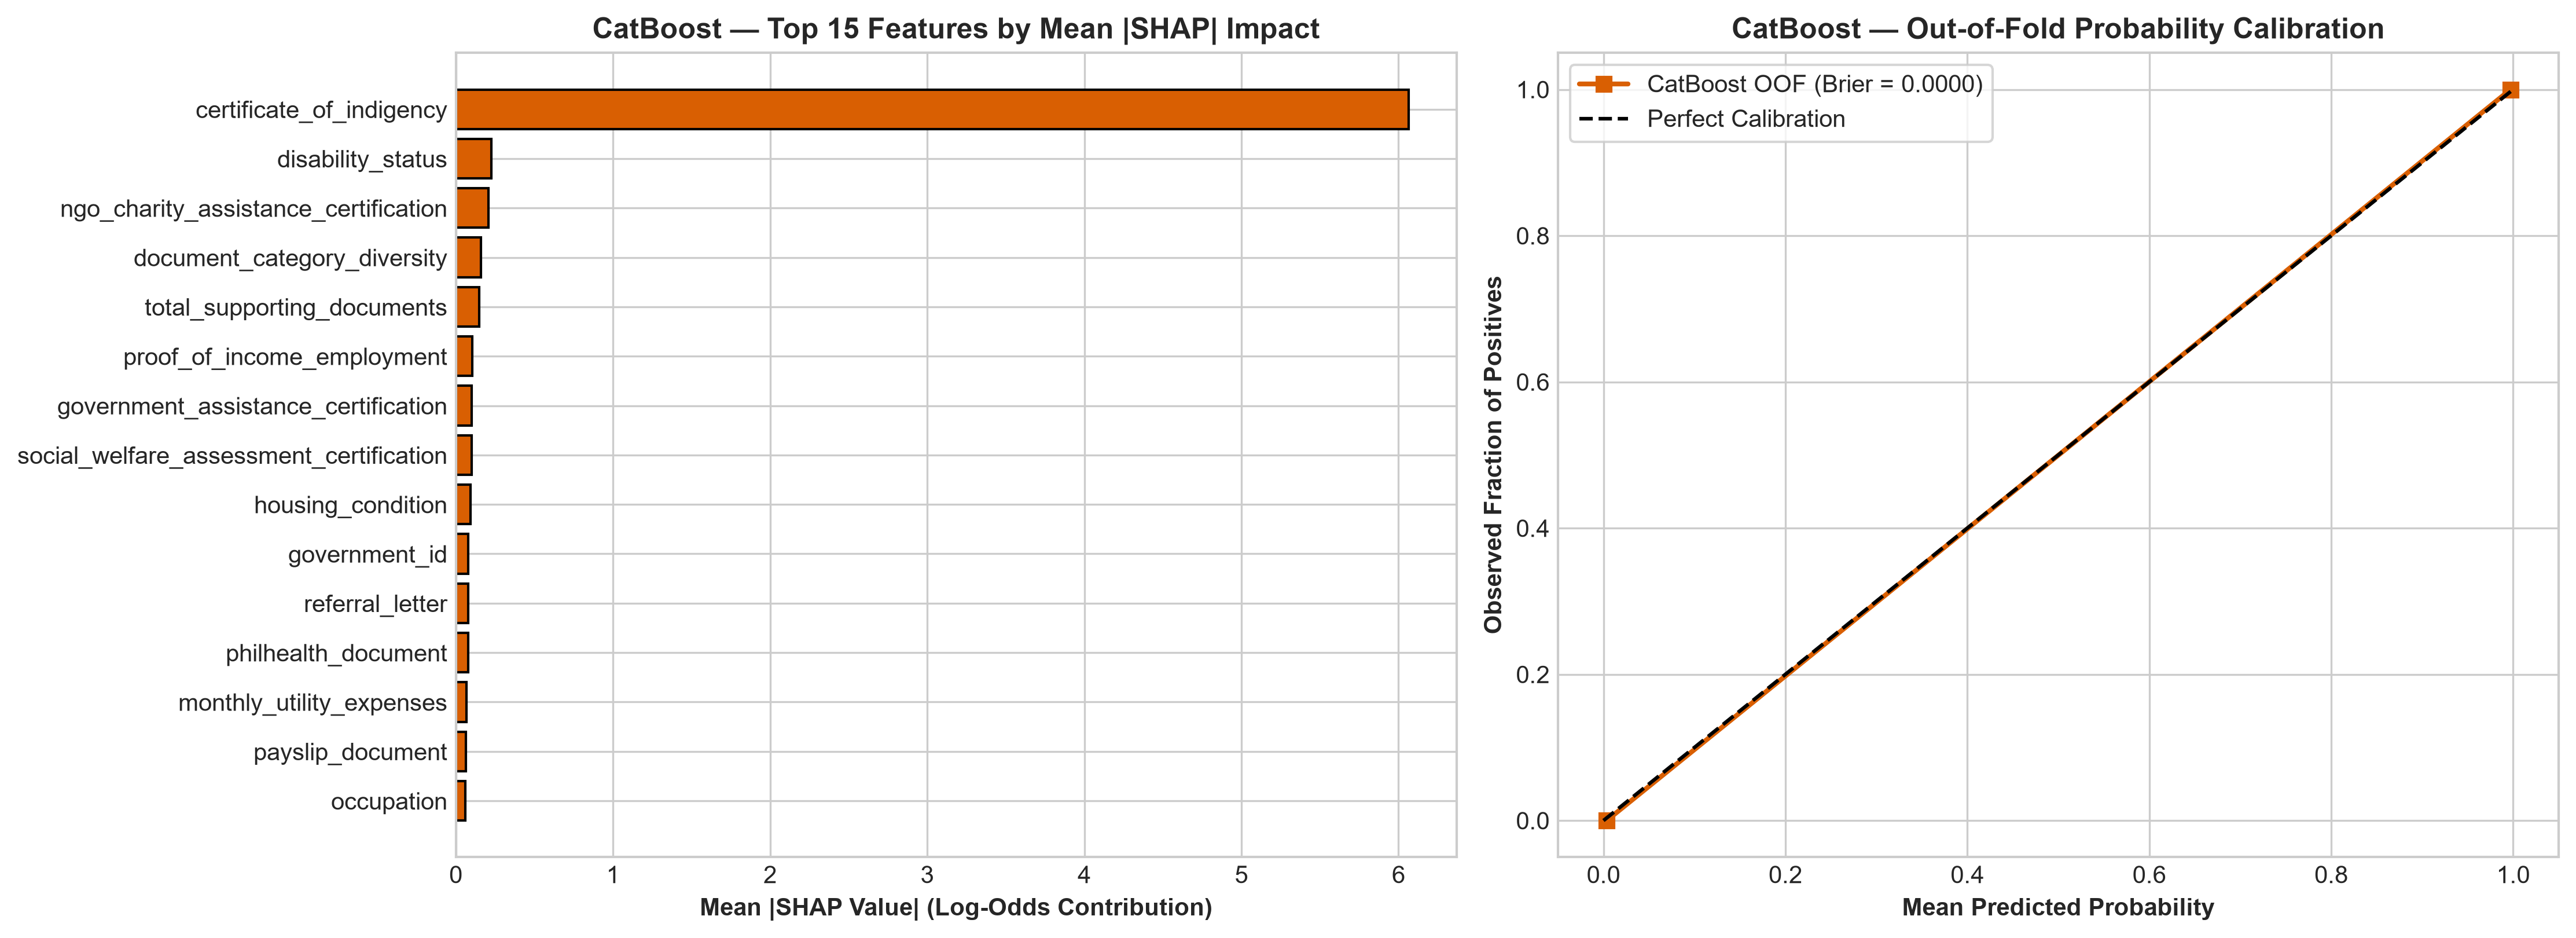 CatBoost — Top 15 Features by Mean |SHAP| Impact
certificate_of_indigency
disability_status
ngo_charity_assistance_certification
document_category_diversity
total_supporting_documents
proof_of_income_employment
government_assistance_certification
social_welfare_assessment_certification
housing_condition
government_id
referral_letter
philhealth_document
monthly_utility_expenses
payslip_document
occupation
0 1 2 3 4 5 6
Mean |SHAP Value| (Log-Odds Contribution)
CatBoost — Out-of-Fold Probability Calibration
CatBoost OOF (Brier = 0.0000)
Perfect Calibration
Observed Fraction of Positives
1.0
0.8
0.6
0.4
0.2
0.0
0.0 0.2 0.4 0.6 0.8 1.0
Mean Predicted Probability